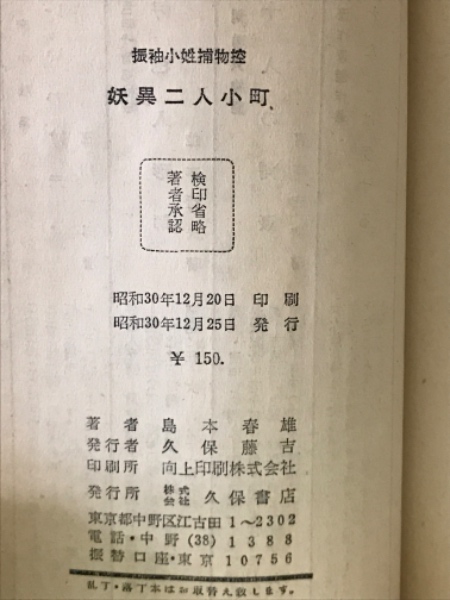 振袖小姓捕物控
妖異二人小町
検印省略
著者承認
昭和30年12月20日 印刷
昭和30年12月25日 発行
¥ 150.
著者 島本春雄
発行者 久保藤吉
印刷所 向上印刷株式会社
発行所 株式会社 久保書店
東京都中野区江古田1~2302
電話・中野(38)1388
振替口座・東京10756
乱丁・落丁本はお取替え致します。